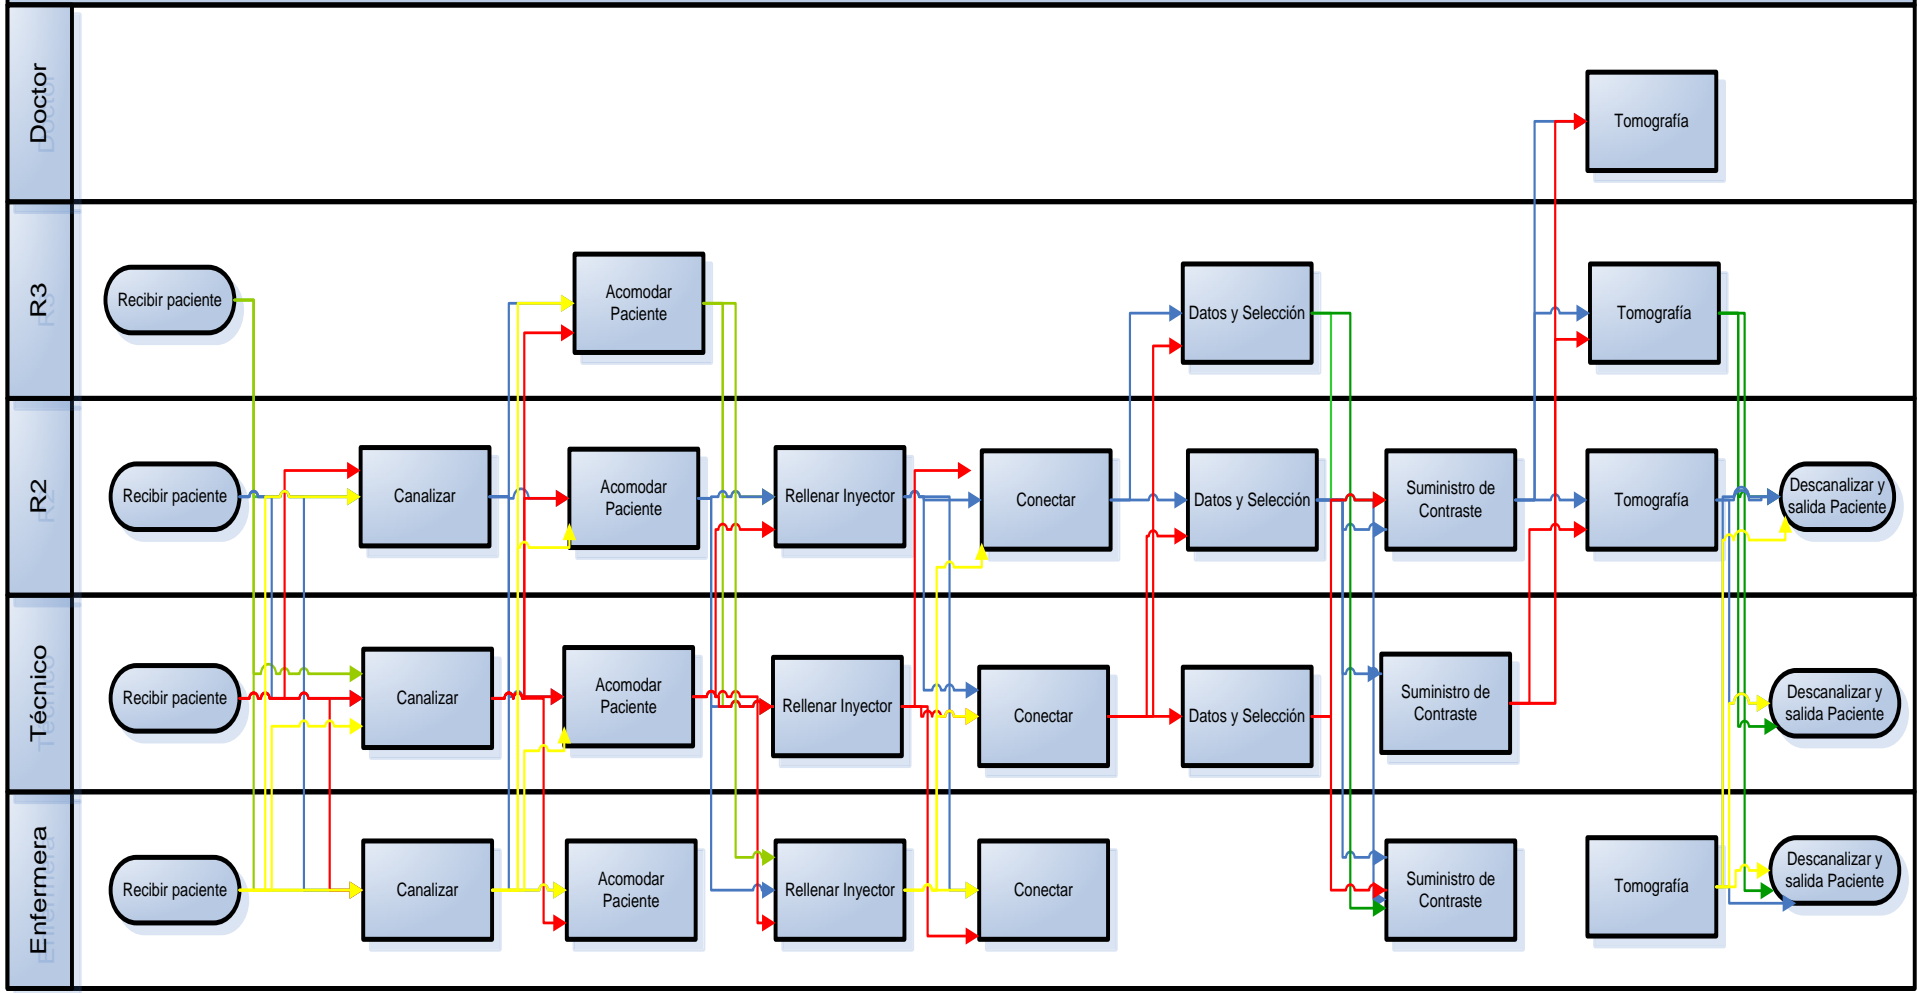 Doctor
Tomografía
R3
Recibir paciente
Acomodar
Paciente
Datos y Selección
Tomografía
R2
Recibir paciente
Canalizar
Acomodar
Paciente
Rellenar Inyector
Conectar
Datos y Selección
Suministro de
Contraste
Tomografía
Descanalizar y
salida Paciente
Técnico
Recibir paciente
Canalizar
Acomodar
Paciente
Rellenar Inyector
Conectar
Datos y Selección
Suministro de
Contraste
Descanalizar y
salida Paciente
Enfermera
Recibir paciente
Canalizar
Acomodar
Paciente
Rellenar Inyector
Conectar
Suministro de
Contraste
Tomografía
Descanalizar y
salida Paciente